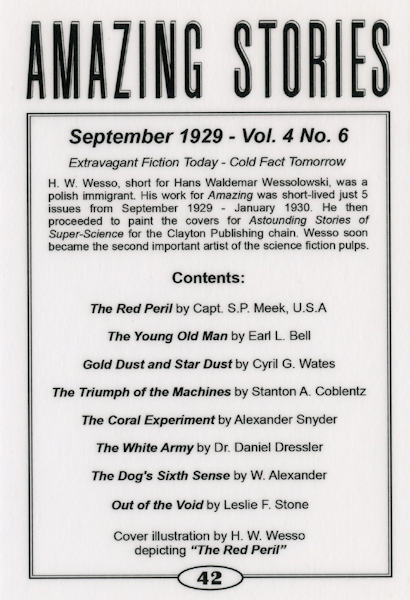 AMAZING STORIES
September 1929 - Vol. 4 No. 6
Extravagant Fiction Today - Cold Fact Tomorrow
H. W. Wesso, short for Hans Waldemar Wessolowski, was a
polish immigrant. His work for Amazing was short-lived just 5
issues from September 1929 - January 1930. He then
proceeded to paint the covers for Astounding Stories of
Super-Science for the Clayton Publishing chain. Wesso soon
became the second important artist of the science fiction pulps.
Contents:
The Red Peril by Capt. S.P. Meek, U.S.A
The Young Old Man by Earl L. Bell
Gold Dust and Star Dust by Cyril G. Wates
The Triumph of the Machines by Stanton A. Coblentz
The Coral Experiment by Alexander Snyder
The White Army by Dr. Daniel Dressler
The Dog's Sixth Sense by W. Alexander
Out of the Void by Leslie F. Stone
Cover illustration by H. W. Wesso
depicting "The Red Peril"
42